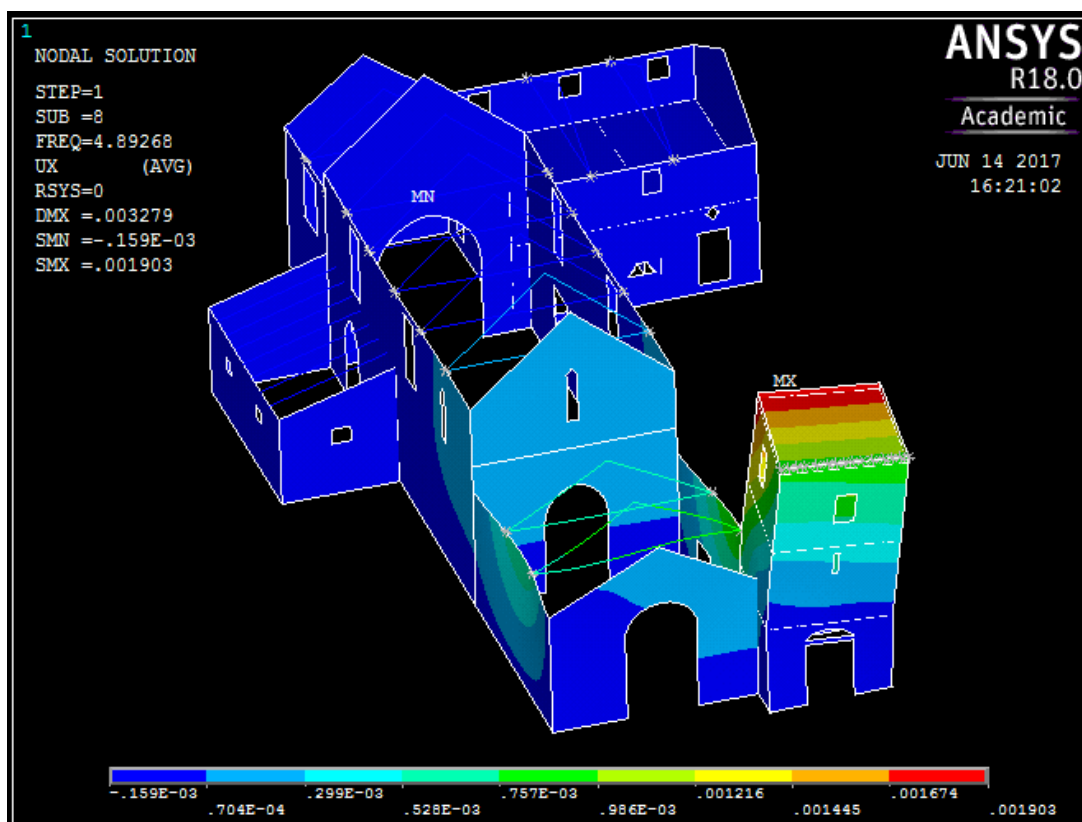 1
NODAL SOLUTION
STEP=1
SUB =8
FREQ=4.89268
UX (AVG)
RSYS=0
DMX =.003279
SMN =-.159E-03
SMX =.001903
ANSYS
R18.0
Academic
JUN 14 2017
16:21:02
MN
MX
-.159E-03 .299E-03 .757E-03 .001216 .001674
.704E-04 .528E-03 .986E-03 .001445 .001903